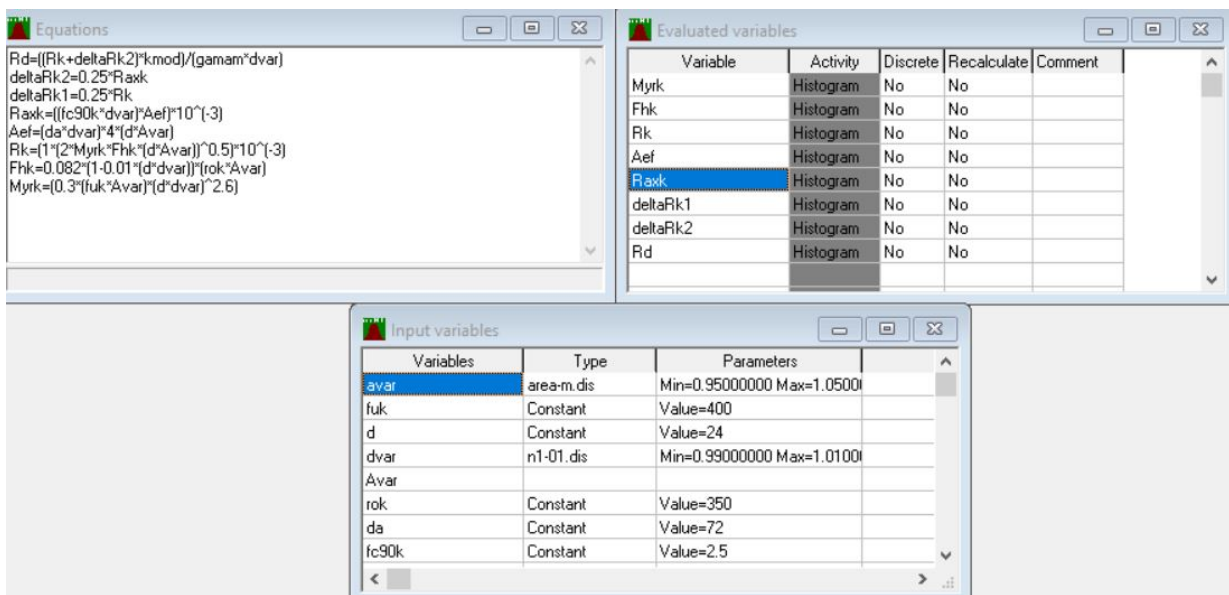 Equations
Rd=((Rk+deltaRk2)*kmod)/(gamam*dvar)
deltaRk2=0.25*Raxk
deltaRk1=0.25*Rk
Raxk=((fc90k*dvar)*Aef)*10^(-3)
Aef=(da*dvar)*4*(d*Avar)
Rk=(1*(2*Myrk*Fhk*(d*Avar))^0.5)*10^(-3)
Fhk=0.082*(1-0.01*(d*dvar))*(rok*Avar)
Myrk=(0.3*(fuk*Avar)*(d*dvar)^2.6)
Evaluated variables
Variable Activity Discrete Recalculate Comment
Myrk Histogram No No
Fhk Histogram No No
Rk Histogram No No
Aef Histogram No No
Raxk Histogram No No
deltaRk1 Histogram No No
deltaRk2 Histogram No No
Rd Histogram No No
Input variables
Variables Type Parameters
avar area-m.dis Min=0.95000000 Max=1.0500
fuk Constant Value=400
d Constant Value=24
dvar n1-01.dis Min=0.99000000 Max=1.0100
Avar
rok Constant Value=350
da Constant Value=72
fc90k Constant Value=2.5